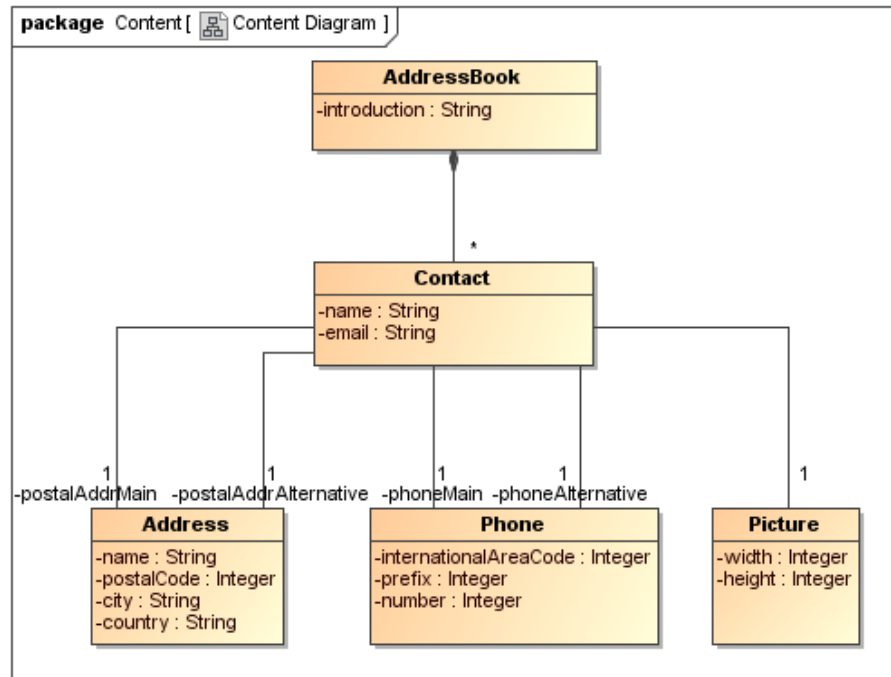 package Content [ Content Diagram ]
AddressBook
-introduction : String
*
Contact
-name : String
-email : String
1
-postalAddrMain
1
-postalAddrAlternative
1
-phoneMain
1
-phoneAlternative
1
Address
-name : String
-postalCode : Integer
-city : String
-country : String
Phone
-internationalAreaCode : Integer
-prefix : Integer
-number : Integer
Picture
-width : Integer
-height : Integer